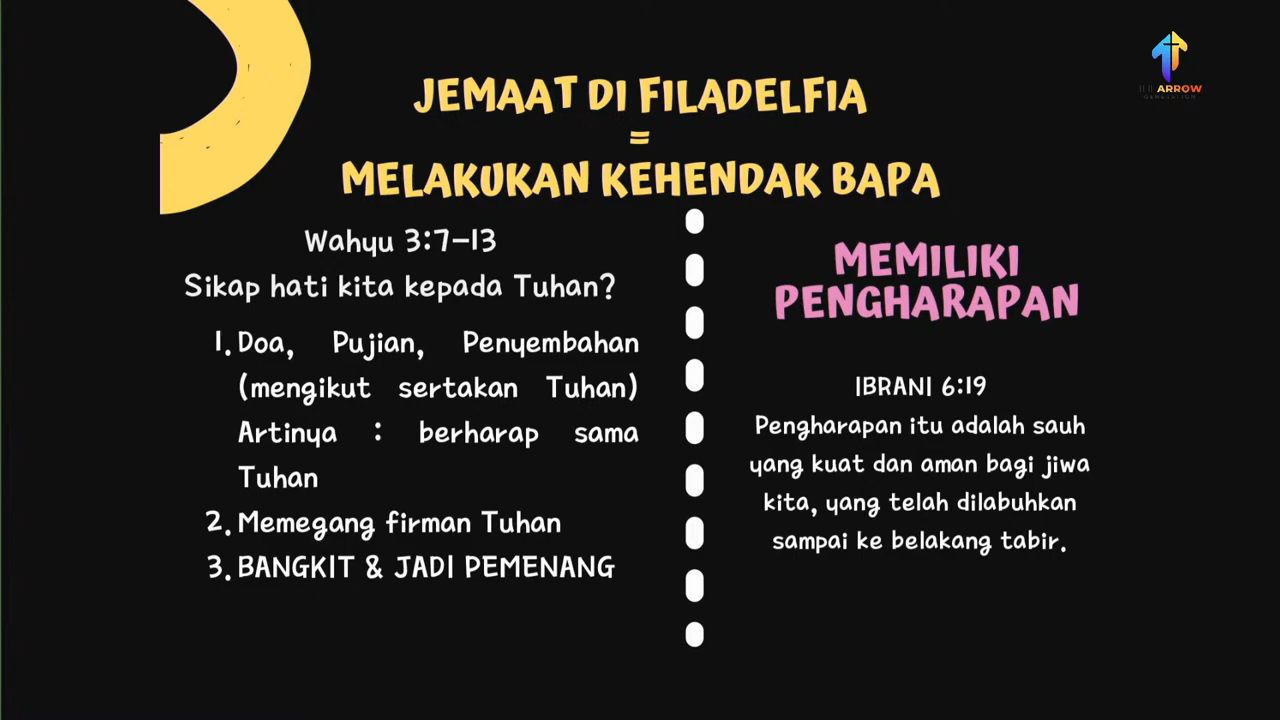 JEMAAT DI FILADELFIA
=
MELAKUKAN KEHENDAK BAPA
Wahyu 3:7-13
Sikap hati kita kepada Tuhan?
1. Doa, Pujian, Penyembahan
(mengikut sertakan Tuhan)
Artinya : berharap sama
Tuhan
2. Memegang firman Tuhan
3. BANGKIT & JADI PEMENANG
MEMILIKI
PENGHARAPAN
IBRANI 6:19
Pengharapan itu adalah sauh
yang kuat dan aman bagi jiwa
kita, yang telah dilabuhkan
sampai ke belakang tabir.
ARROW
GENERATION